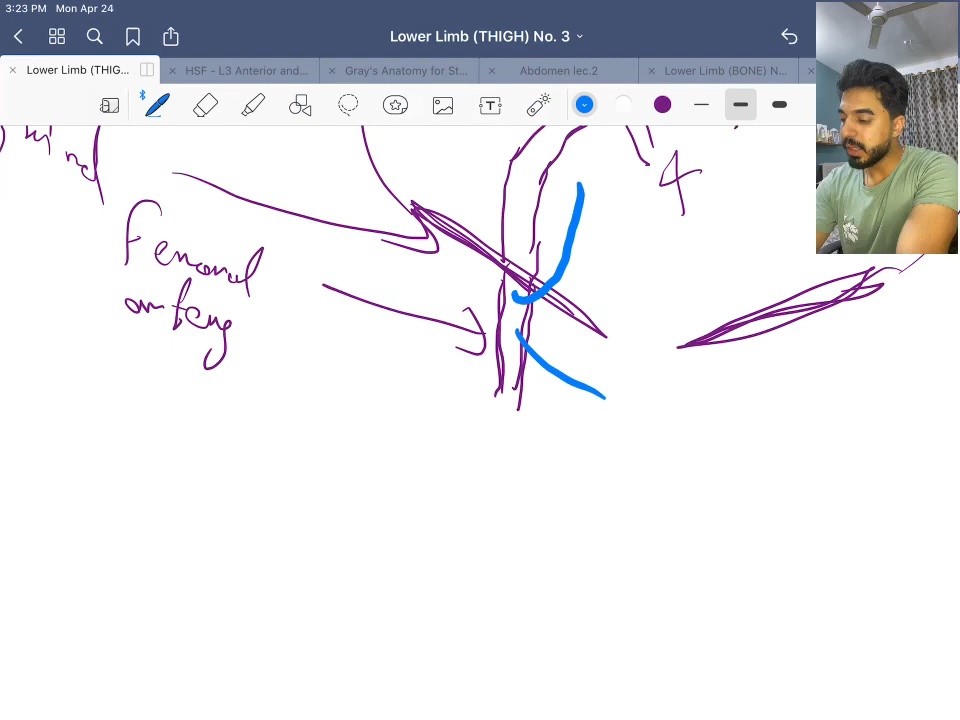 3:23 PM Mon Apr 24
Lower Limb (THIGH) No. 3
Lower Limb (THIG...
HSF - L3 Anterior and...
Gray's Anatomy for St...
Abdomen lec.2
Lower Limb (BONE) N...
T
4
Femoral
artery